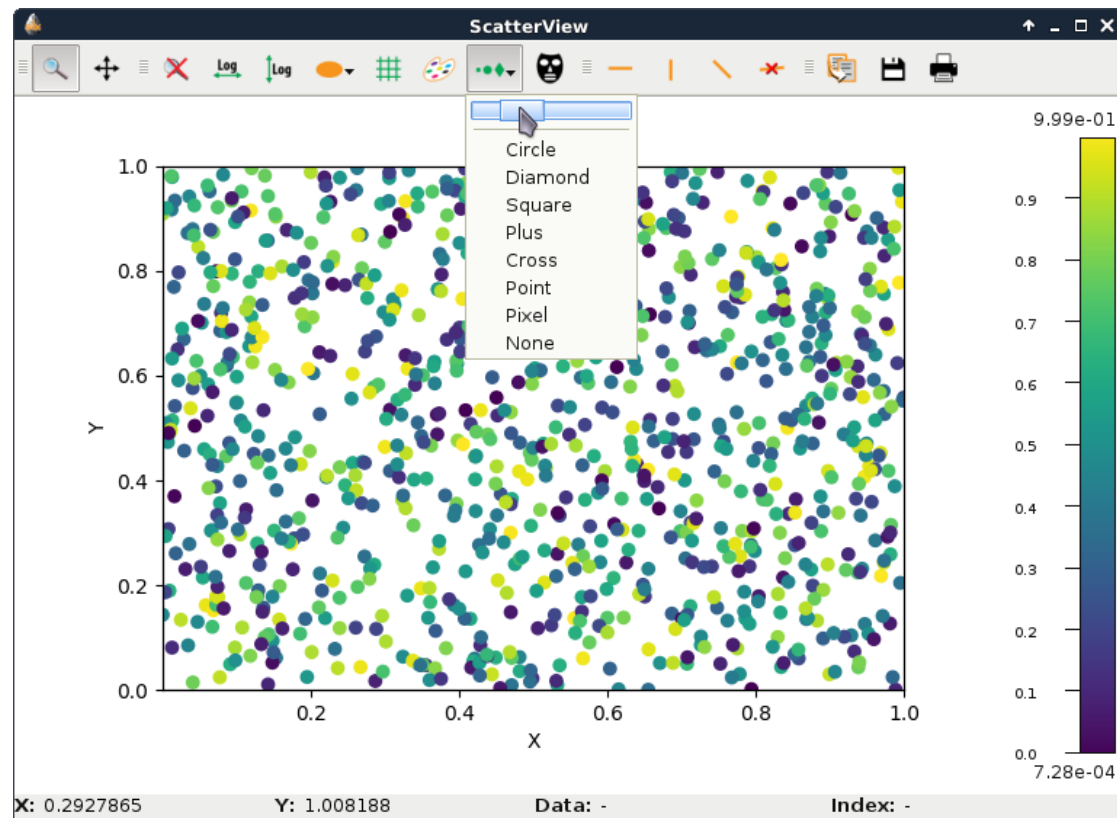 ScatterView
Log Log
9.99e-01
Circle
Diamond
Square
Plus
Cross
Point
Pixel
None
1.0
0.8
0.6
0.4
0.2
0.0
Y
0.2 0.4 0.6 0.8 1.0
X
0.9
0.8
0.7
0.6
0.5
0.4
0.3
0.2
0.1
0.0
7.28e-04
X: 0.2927865 Y: 1.008188 Data: - Index: -